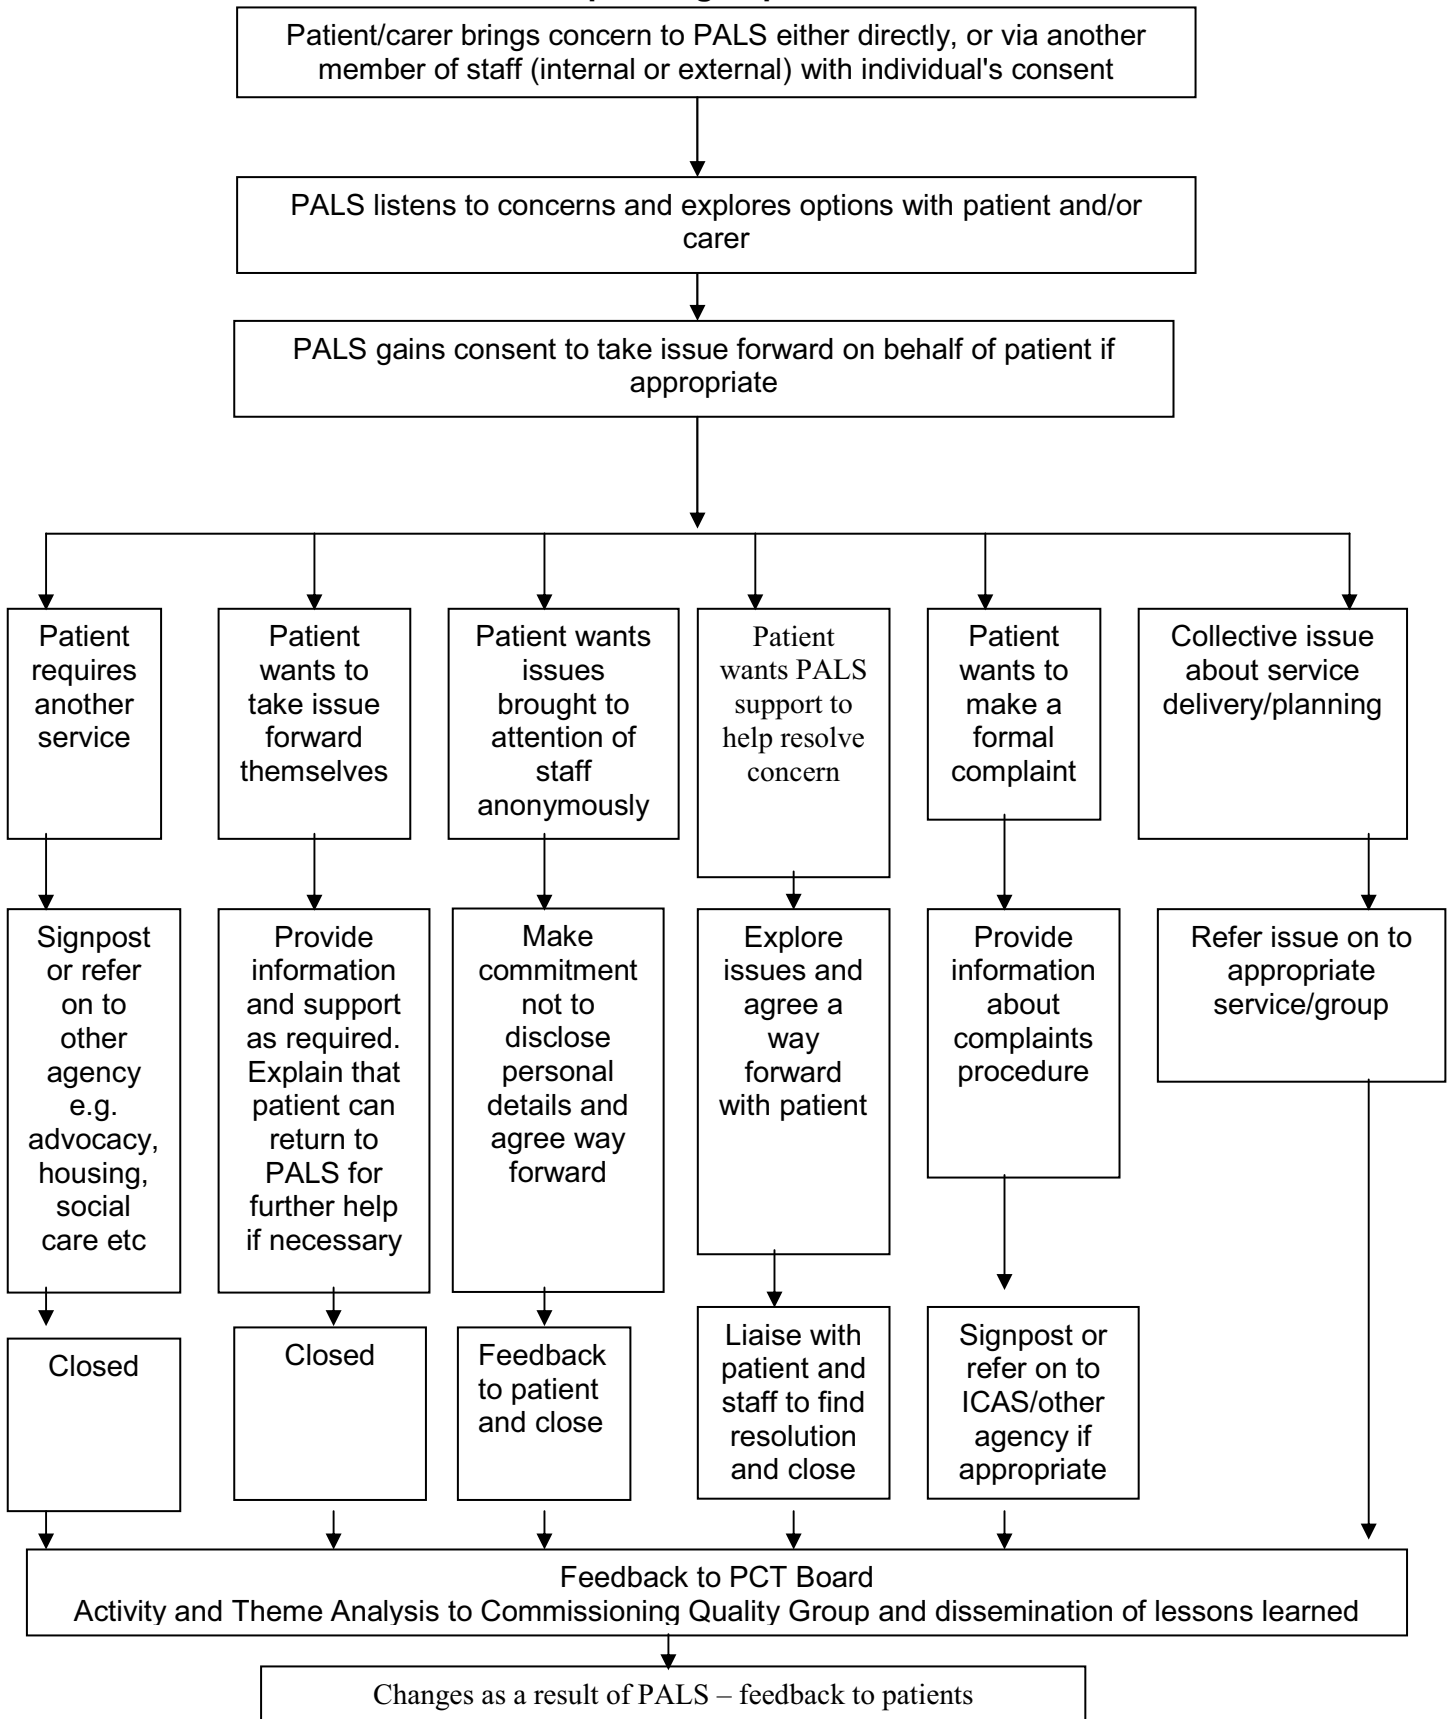 Patient/carer brings concern to PALS either directly, or via another
member of staff (internal or external) with individual's consent
PALS listens to concerns and explores options with patient and/or
carer
PALS gains consent to take issue forward on behalf of patient if
appropriate
Patient
requires
another
service
Patient
wants to
take issue
forward
themselves
Patient wants
issues
brought to
attention of
staff
anonymously
Patient
wants PALS
support to
help resolve
concern
Patient
wants to
make a
formal
complaint
Collective issue
about service
delivery/planning
Signpost
or refer
on to
other
agency
e.g.
advocacy,
housing,
social
care etc
Provide
information
and support
as required.
Explain that
patient can
return to
PALS for
further help
if necessary
Make
commitment
not to
disclose
personal
details and
agree way
forward
Explore
issues and
agree a
way
forward
with patient
Provide
information
about
complaints
procedure
Refer issue on to
appropriate
service/group
Closed
Closed
Feedback
to patient
and close
Liaise with
patient and
staff to find
resolution
and close
Signpost or
refer on to
ICAS/other
agency if
appropriate
Feedback to PCT Board
Activity and Theme Analysis to Commissioning Quality Group and dissemination of lessons learned
Changes as a result of PALS – feedback to patients